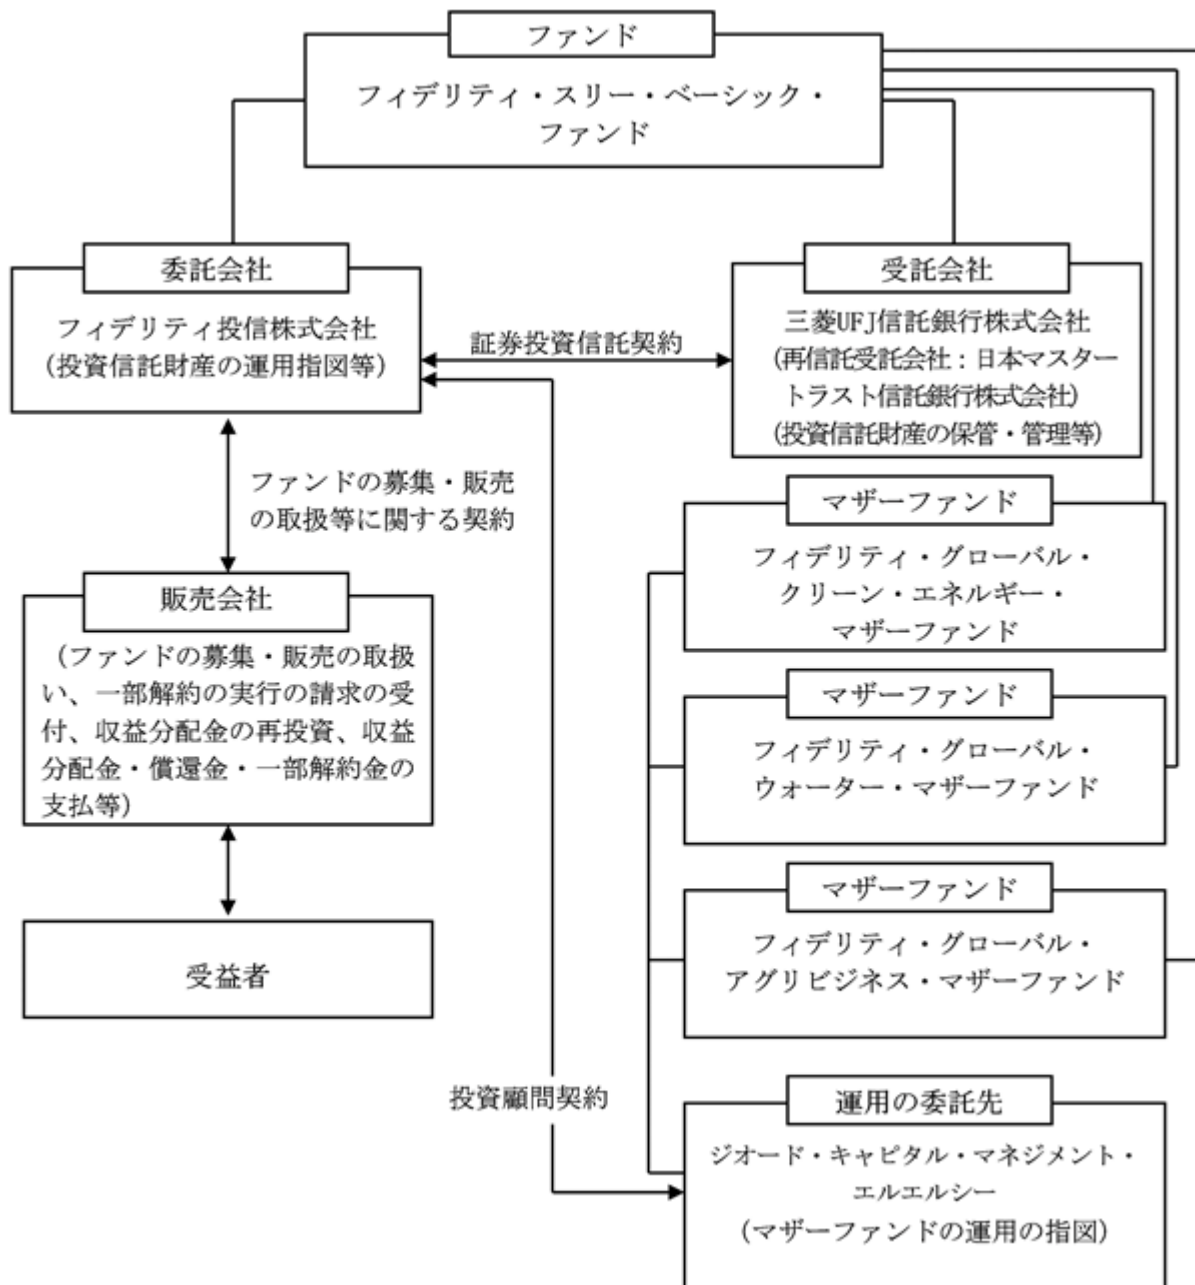 ファンド
フィデリティ・スリー・ベーシック・
ファンド
委託会社
フィデリティ投信株式会社
(投資信託財産の運用指図等)
証券投資信託契約
受託会社
三菱UFJ信託銀行株式会社
(再信託受託会社：日本マスター
トラスト信託銀行株式会社)
(投資信託財産の保管・管理等)
ファンドの募集・販売
の取扱等に関する契約
販売会社
（ファンドの募集・販売の取扱
い、一部解約の実行の請求の受
付、収益分配金の再投資、収益
分配金・償還金・一部解約金の
支払等）
受益者
マザーファンド
フィデリティ・グローバル・
クリーン・エネルギー・
マザーファンド
マザーファンド
フィデリティ・グローバル・
ウォーター・マザーファンド
マザーファンド
フィデリティ・グローバル・
アグリビジネス・マザーファンド
投資顧問契約
運用の委託先
ジオード・キャピタル・マネジメント・
エルエルシー
（マザーファンドの運用の指図）